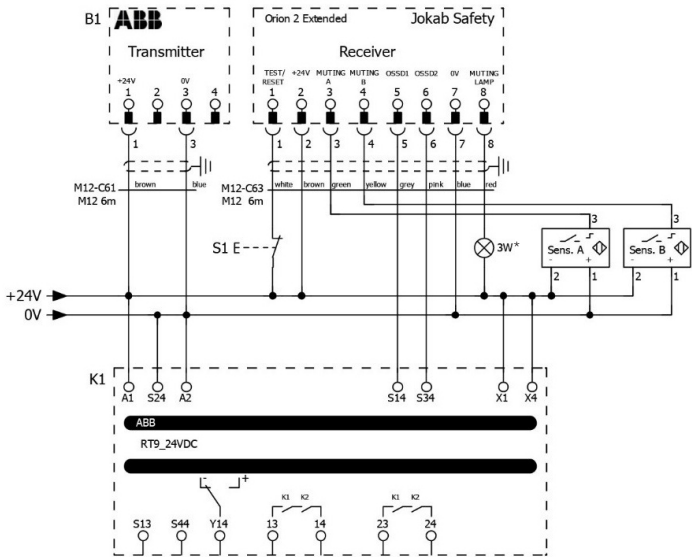 B1 ABB Orion 2 Extended Jokab Safety
Transmitter Receiver
+24V 0V TEST/ RESET +24V MUTING A MUTING B OSSD1 OSSD2 0V MUTING LAMP
1 2 3 4 1 2 3 4 5 6 7 8
1 3 1 2 3 4 5 6 7 8
M12-C61 brown blue M12-C63 white brown green yellow grey pink blue red
M12 6m M12 6m
3 3
S1 E 3W* Sens. A Sens. B
- + - +
2 1 2 1
+24V
0V
K1
A1 S24 A2 S14 S34 X1 X4
ABB
RT9_24VDC
- +
K1 K2 K1 K2
S13 S44 Y14 13 14 23 24